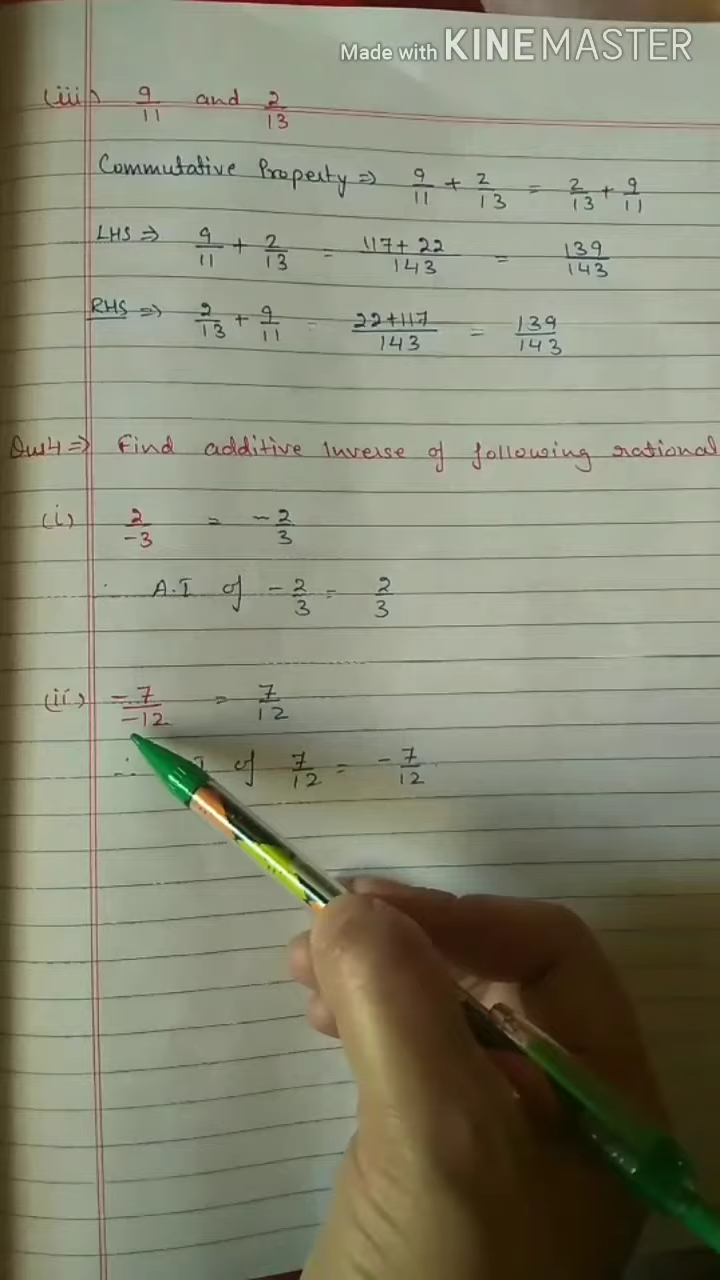 Made with KINEMASTER
(iii) 9/11 and 2/13
Commutative Property ⇒ 9/11 + 2/13 = 2/13 + 9/11
LHS ⇒ 9/11 + 2/13 = 117+22/143 = 139/143
RHS ⇒ 2/13 + 9/11 = 22+117/143 = 139/143
Qus4 ⇒ Find additive Inverse of following rational
(i) 2/-3 = -2/3
∴ A.I of -2/3 = 2/3
(ii) -7/-12 = 7/12
∴ I of 7/12 = -7/12